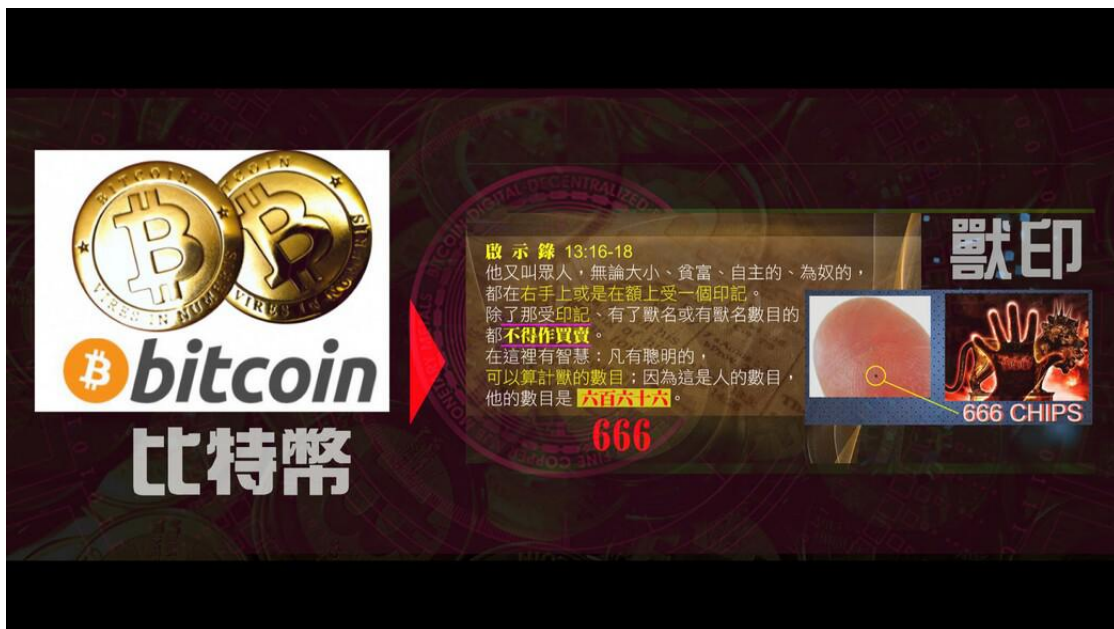 BITCOIN
VIRES IN NUMERIS
bitcoin
比特幣
DIGITAL DECENTRALIZED
啟示錄 13:16-18
他又叫眾人，無論大小、貧富、自主的、為奴的，
都在右手上或是在額上受一個印記。
除了那受印記、有了獸名或有獸名數目的
都不得作買賣。
在這裡有智慧：凡有聰明的，
可以算計獸的數目；因為這是人的數目，
他的數目是 六百六十六。
666
獸印
666 CHIPS